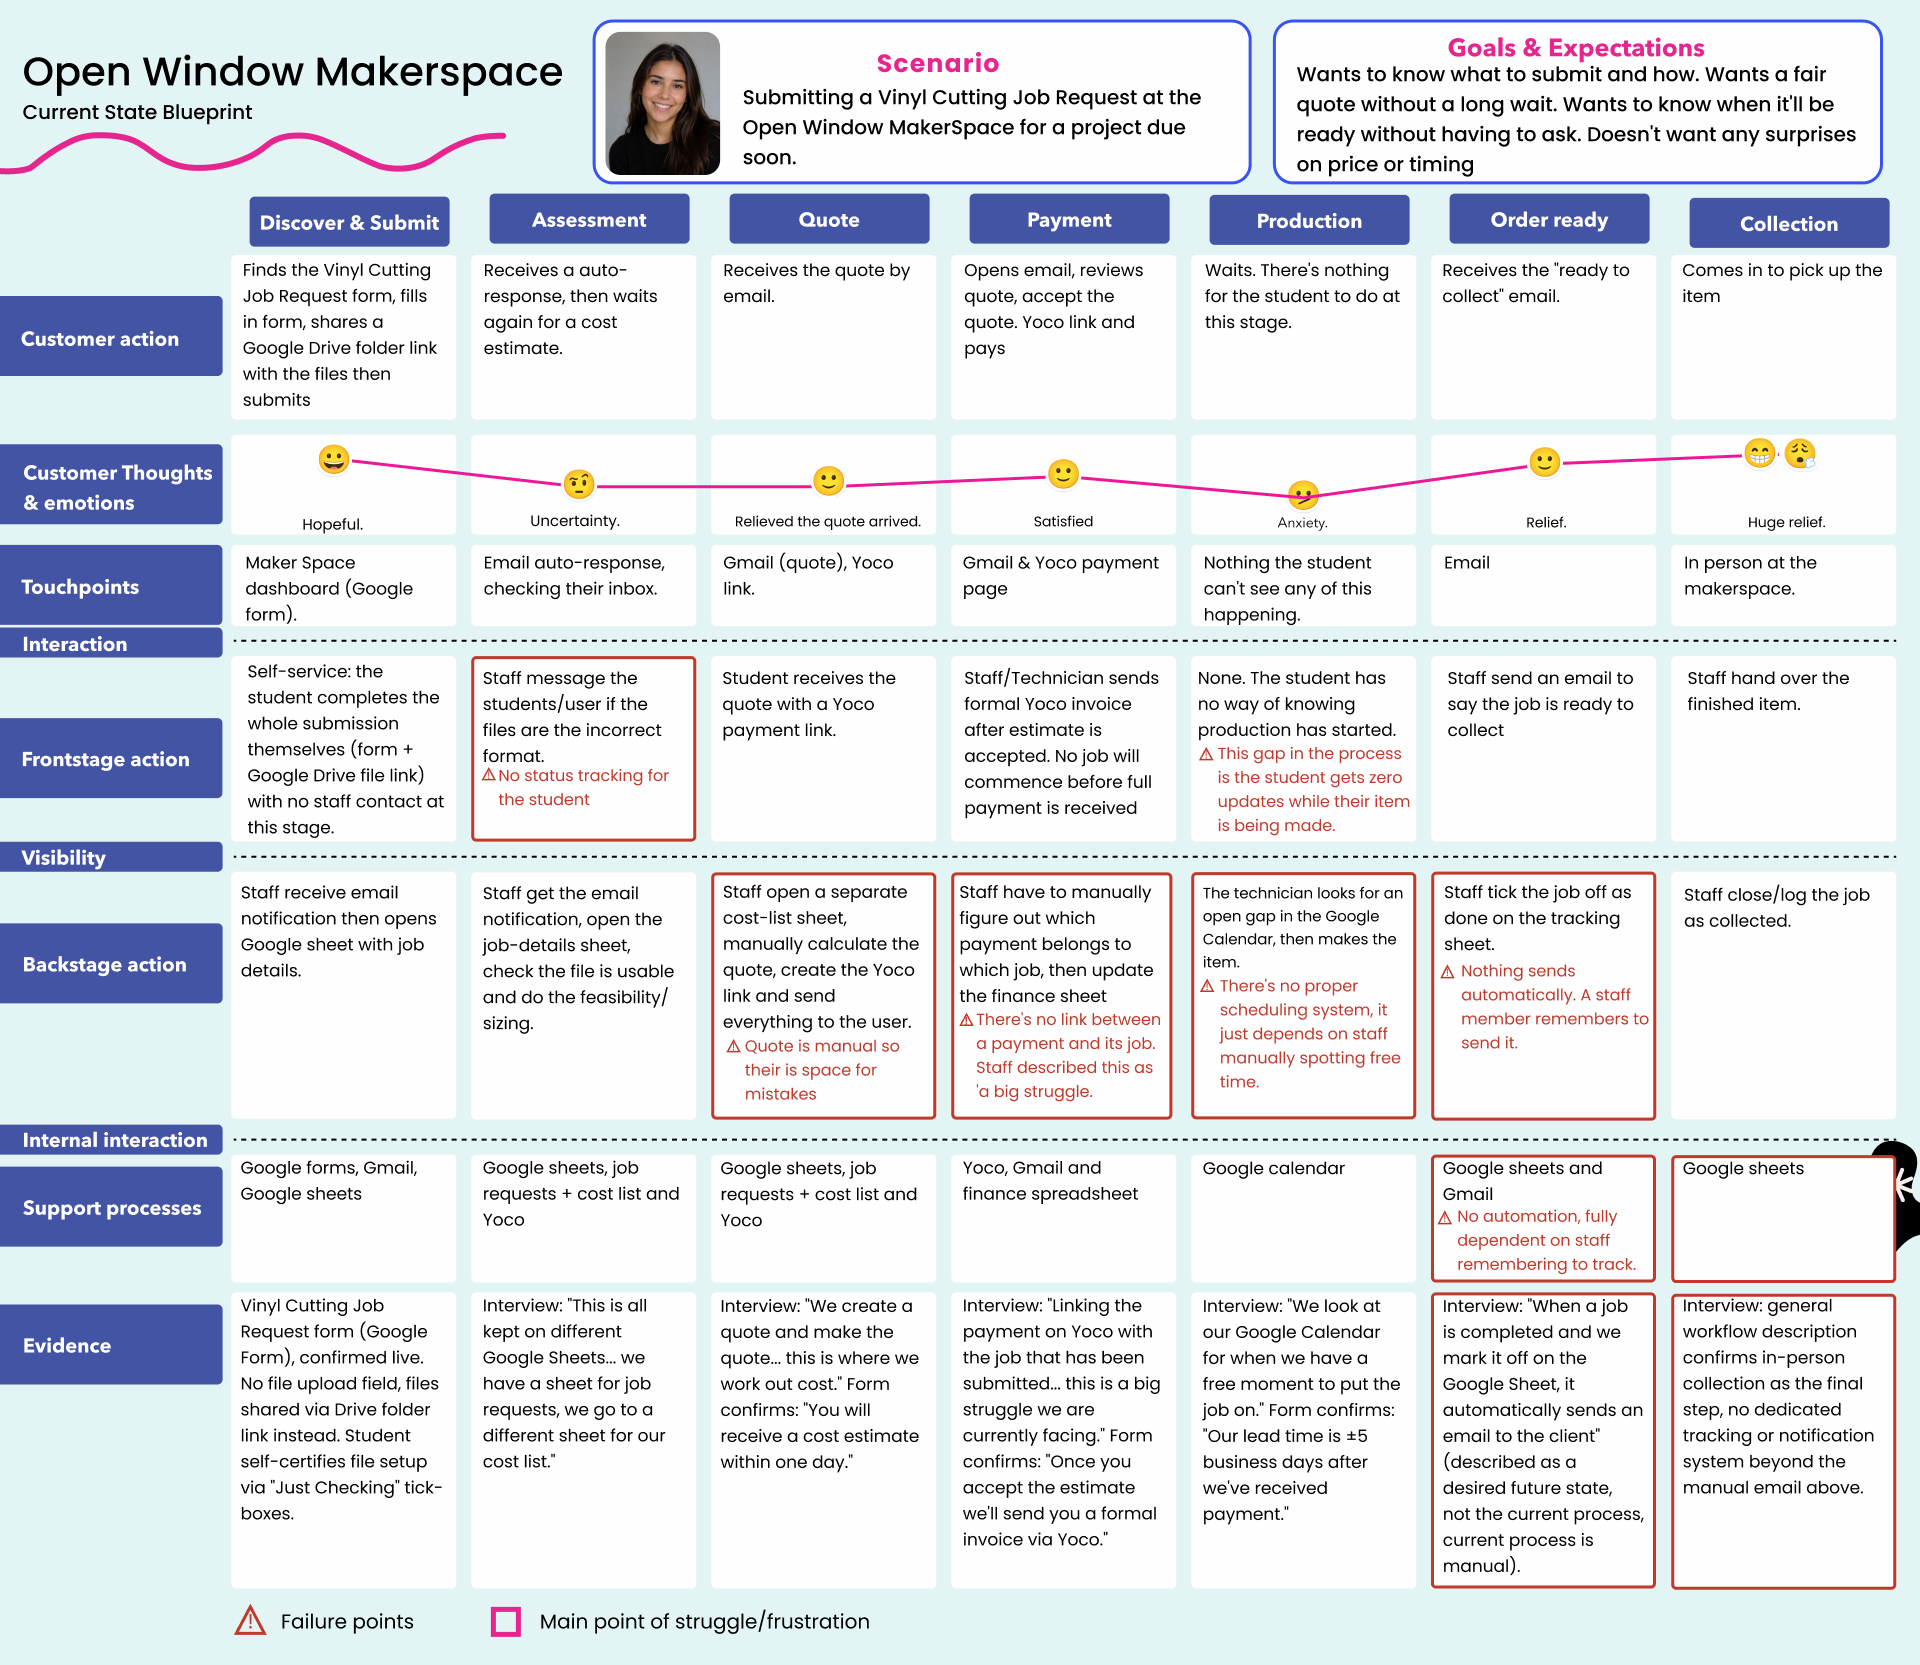 Open Window Makerspace
Current State Blueprint
Scenario
Submitting a Vinyl Cutting Job Request at the
Open Window MakerSpace for a project due
soon.
Goals & Expectations
Wants to know what to submit and how. Wants a fair
quote without a long wait. Wants to know when it'll be
ready without having to ask. Doesn't want any surprises
on price or timing
Discover & Submit
Assessment
Quote
Payment
Production
Order ready
Collection
Customer action
Finds the Vinyl Cutting
Job Request form, fills
in form, shares a
Google Drive folder link
with the files then
submits
Receives a auto-
response, then waits
again for a cost
estimate.
Receives the quote by
email.
Opens email, reviews
quote, accept the
quote. Yoco link and
pays
Waits. There's nothing
for the student to do at
this stage.
Receives the "ready to
collect" email.
Comes in to pick up the
item
Customer Thoughts
& emotions
Hopeful.
Uncertainty.
Relieved the quote arrived.
Satisfied
Anxiety.
Relief.
Huge relief.
Touchpoints
Maker Space
dashboard (Google
form).
Email auto-response,
checking their inbox.
Gmail (quote), Yoco
link.
Gmail & Yoco payment
page
Nothing the student
can't see any of this
happening.
Email
In person at the
makerspace.
Interaction
Frontstage action
Self-service: the
student completes the
whole submission
themselves (form +
Google Drive file link)
with no staff contact at
this stage.
Staff message the
students/user if the
files are the incorrect
format.
No status tracking for
the student
Student receives the
quote with a Yoco
payment link.
Staff/Technician sends
formal Yoco invoice
after estimate is
accepted. No job will
commence before full
payment is received
None. The student has
no way of knowing
production has started.
This gap in the process
is the student gets zero
updates while their item
is being made.
Staff send an email to
say the job is ready to
collect
Staff hand over the
finished item.
Visibility
Backstage action
Staff receive email
notification then opens
Google sheet with job
details.
Staff get the email
notification, open the
job-details sheet,
check the file is usable
and do the feasibility/
sizing.
Staff open a separate
cost-list sheet,
manually calculate the
quote, create the Yoco
link and send
everything to the user.
Quote is manual so
their is space for
mistakes
Staff have to manually
figure out which
payment belongs to
which job, then update
the finance sheet
There's no link between
a payment and its job.
Staff described this as
'a big struggle.
The technician looks for an
open gap in the Google
Calendar, then makes the
item.
There's no proper
scheduling system, it
just depends on staff
manually spotting free
time.
Staff tick the job off as
done on the tracking
sheet.
Nothing sends
automatically. A staff
member remembers to
send it.
Staff close/log the job
as collected.
Internal interaction
Support processes
Google forms, Gmail,
Google sheets
Google sheets, job
requests + cost list and
Yoco
Google sheets, job
requests + cost list and
Yoco
Yoco, Gmail and
finance spreadsheet
Google calendar
Google sheets and
Gmail
No automation, fully
dependent on staff
remembering to track.
Google sheets
Evidence
Vinyl Cutting Job
Request form (Google
Form), confirmed live.
No file upload field, files
shared via Drive folder
link instead. Student
self-certifies file setup
via "Just Checking" tick-
boxes.
Interview: "This is all
kept on different
Google Sheets... we
have a sheet for job
requests, we go to a
different sheet for our
cost list."
Interview: "We create a
quote and make the
quote... this is where we
work out cost." Form
confirms: "You will
receive a cost estimate
within one day."
Interview: "Linking the
payment on Yoco with
the job that has been
submitted... this is a big
struggle we are
currently facing." Form
confirms: "Once you
accept the estimate
we'll send you a formal
invoice via Yoco."
Interview: "We look at
our Google Calendar
for when we have a
free moment to put the
job on." Form confirms:
"Our lead time is ±5
business days after
we've received
payment."
Interview: "When a job
is completed and we
mark it off on the
Google Sheet, it
automatically sends an
email to the client"
(described as a
desired future state,
not the current process,
current process is
manual).
Interview: general
workflow description
confirms in-person
collection as the final
step, no dedicated
tracking or notification
system beyond the
manual email above.
Failure points
Main point of struggle/frustration